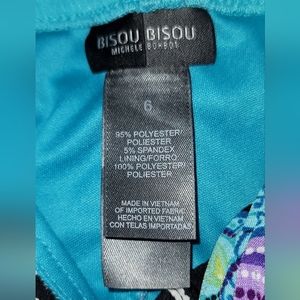 BISOU BISOU
MICHELE BOHBOT
6
95% POLYESTER/
POLIESTER
5% SPANDEX
LINING/FORRO
100% POLYESTER/
POLIESTER
MADE IN VIETNAM
OF IMPORTED FABRIC
HECHO EN VIETNAM
CON TELAS IMPORTADAS